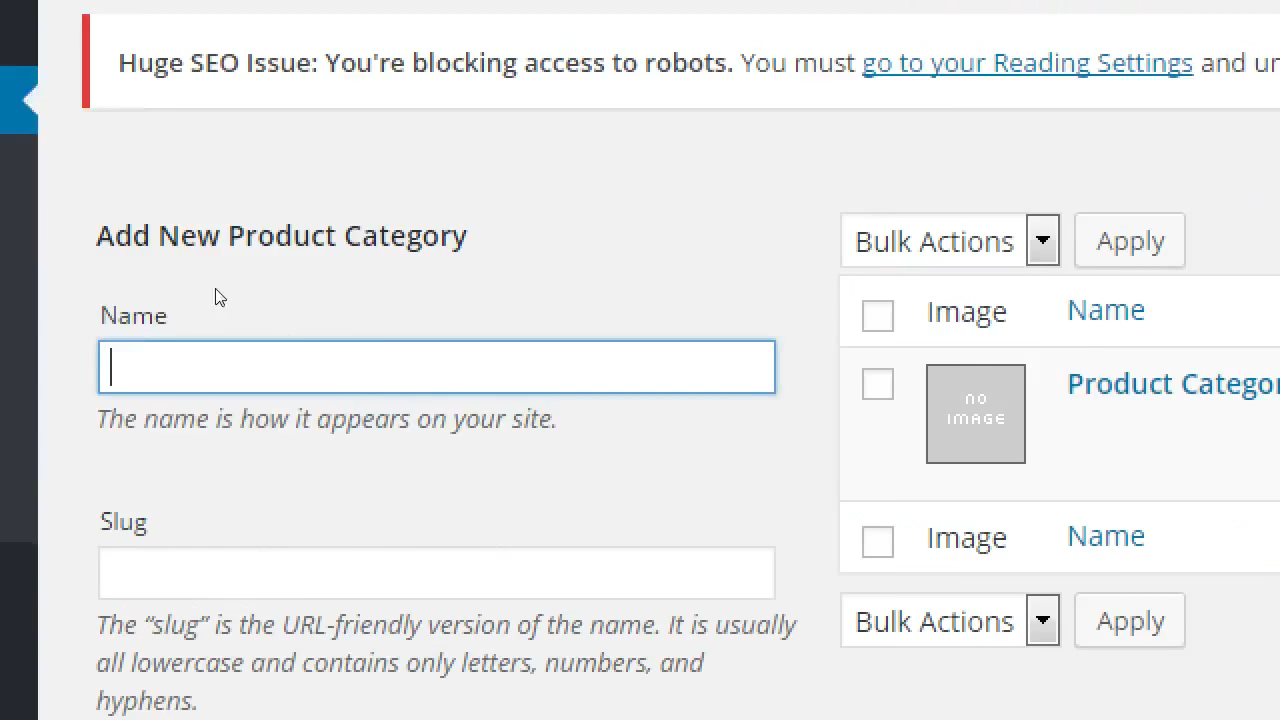 Huge SEO Issue: You're blocking access to robots. You must go to your Reading Settings and
Add New Product Category
Name
The name is how it appears on your site.
Slug
The “slug” is the URL-friendly version of the name. It is usually
all lowercase and contains only letters, numbers, and
hyphens.
Bulk Actions Apply
Image Name
NO
IMAGE
Product
Image Name
Bulk Actions Apply